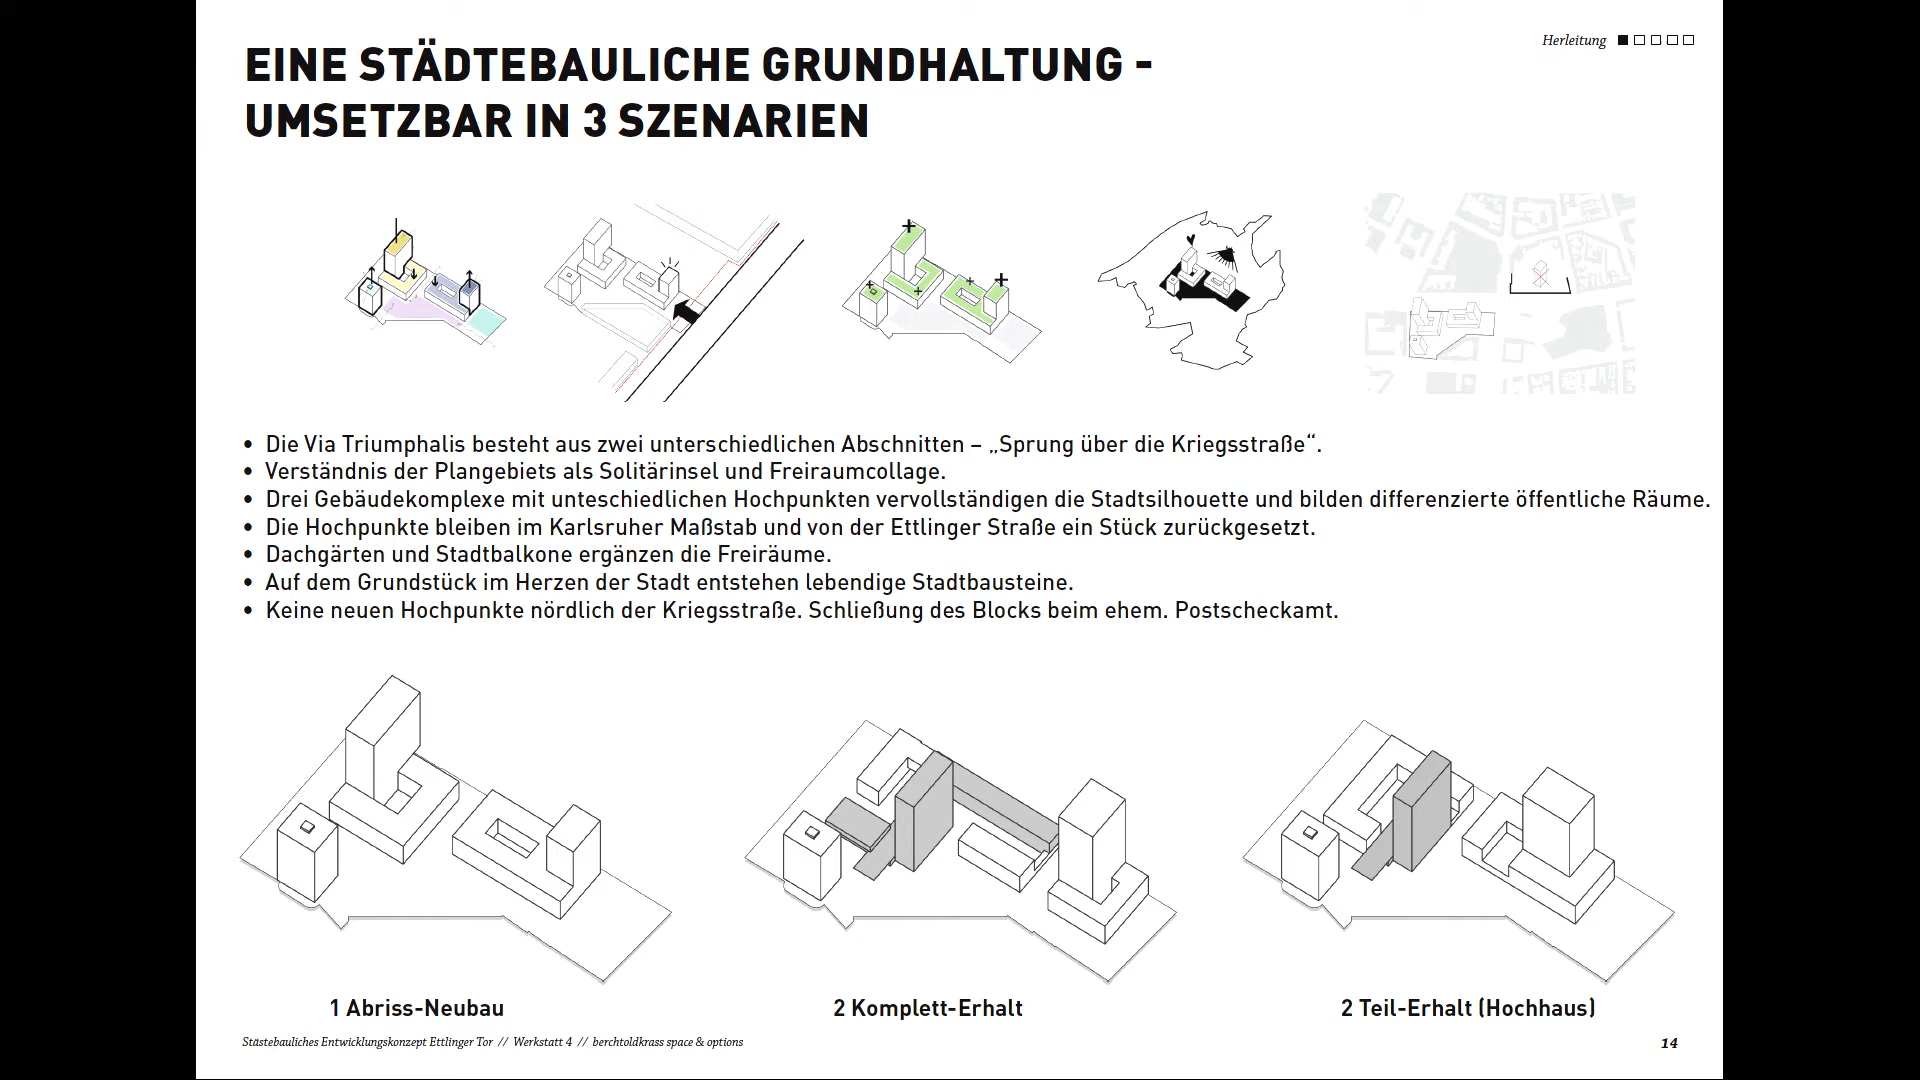 Herleitung
EINE STÄDTEBAULICHE GRUNDHALTUNG -
UMSETZBAR IN 3 SZENARIEN
• Die Via Triumphalis besteht aus zwei unterschiedlichen Abschnitten – „Sprung über die Kriegsstraße“.
• Verständnis der Plangebiets als Solitärinsel und Freiraumcollage.
• Drei Gebäudekomplexe mit unteschiedlichen Hochpunkten vervollständigen die Stadtsilhouette und bilden differenzierte öffentliche Räume.
• Die Hochpunkte bleiben im Karlsruher Maßstab und von der Ettlinger Straße ein Stück zurückgesetzt.
• Dachgärten und Stadtbalkone ergänzen die Freiräume.
• Auf dem Grundstück im Herzen der Stadt entstehen lebendige Stadtbausteine.
• Keine neuen Hochpunkte nördlich der Kriegsstraße. Schließung des Blocks beim ehem. Postscheckamt.
1 Abriss-Neubau
2 Komplett-Erhalt
2 Teil-Erhalt (Hochhaus)
Stästebauliches Entwicklungskonzept Ettlinger Tor // Werkstatt 4 // berchtoldkrass space & options
14